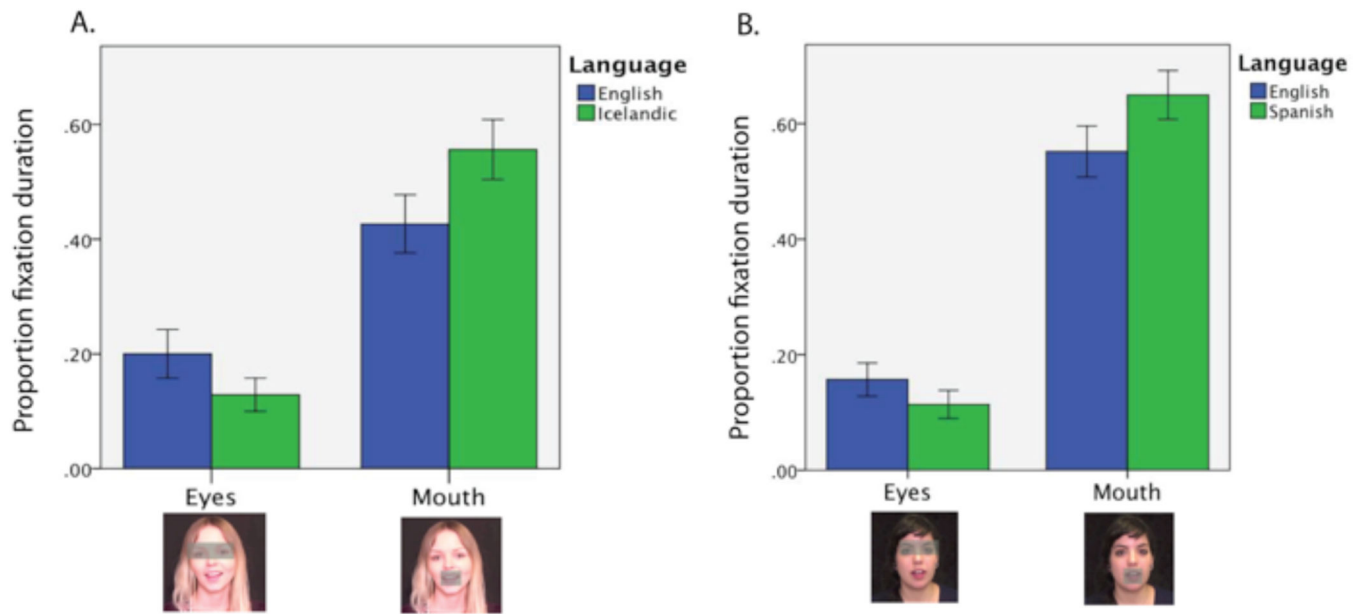 A.
Proportion fixation duration
.60
.40
.20
.00
Eyes
Mouth
Language
English
Icelandic
B.
Proportion fixation duration
.60
.40
.20
.00
Eyes
Mouth
Language
English
Spanish